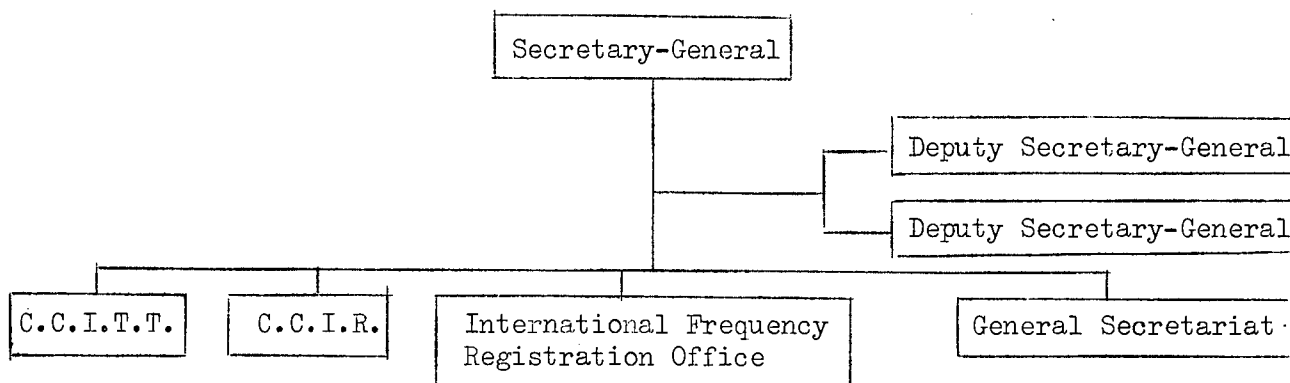 Secretary-General
Deputy Secretary-General
Deputy Secretary-General
C.C.I.T.T.
C.C.I.R.
International Frequency
Registration Office
General Secretariat